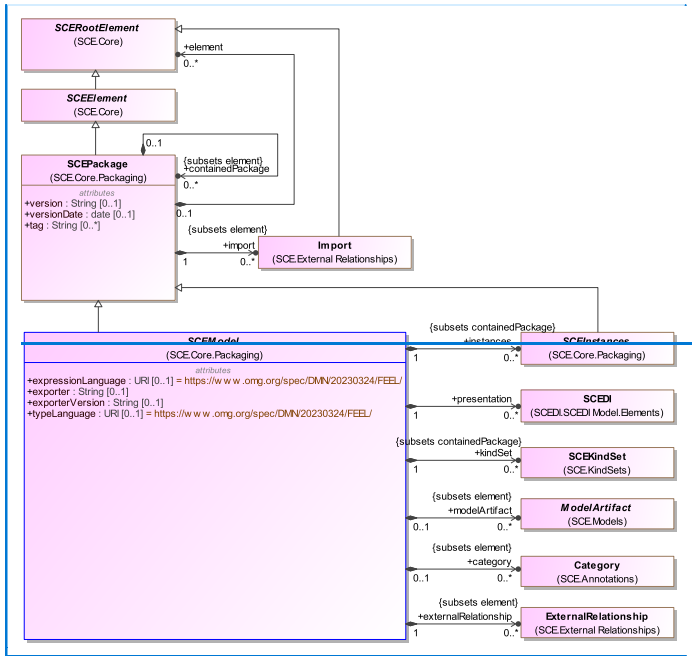 SCERootElement
(SCE.Core)
+element
0..*
SCEElement
(SCE.Core)
0..1
SCEPackage
(SCE.Core.Packaging)
{subsets element}
+containedPackage
0..*
attributes
+version : String [0..1]
+versionDate : date [0..1]
+tag : String [0..*]
0..1
{subsets element}
+import
1
0..*
Import
(SCE.External Relationships)
{subsets containedPackage}
SCEModel
(SCE.Core.Packaging)
+instances
1
0..*
SCEInstances
(SCE.Core.Packaging)
attributes
+expressionLanguage : URI [0..1] = https://www.omg.org/spec/DMN/20230324/FEEL/
+exporter : String [0..1]
+exporterVersion : String [0..1]
+typeLanguage : URI [0..1] = https://www.omg.org/spec/DMN/20230324/FEEL/
+presentation
1
0..*
SCEDI
(SCEDI.SCEDI Model.Elements)
{subsets containedPackage}
+kindSet
1
0..*
SCEKindSet
(SCE.KindSets)
{subsets element}
+modelArtifact
0..1
0..*
ModelArtifact
(SCE.Models)
{subsets element}
+category
0..1
0..*
Category
(SCE.Annotations)
{subsets element}
+externalRelationship
1
0..*
ExternalRelationship
(SCE.External Relationships)